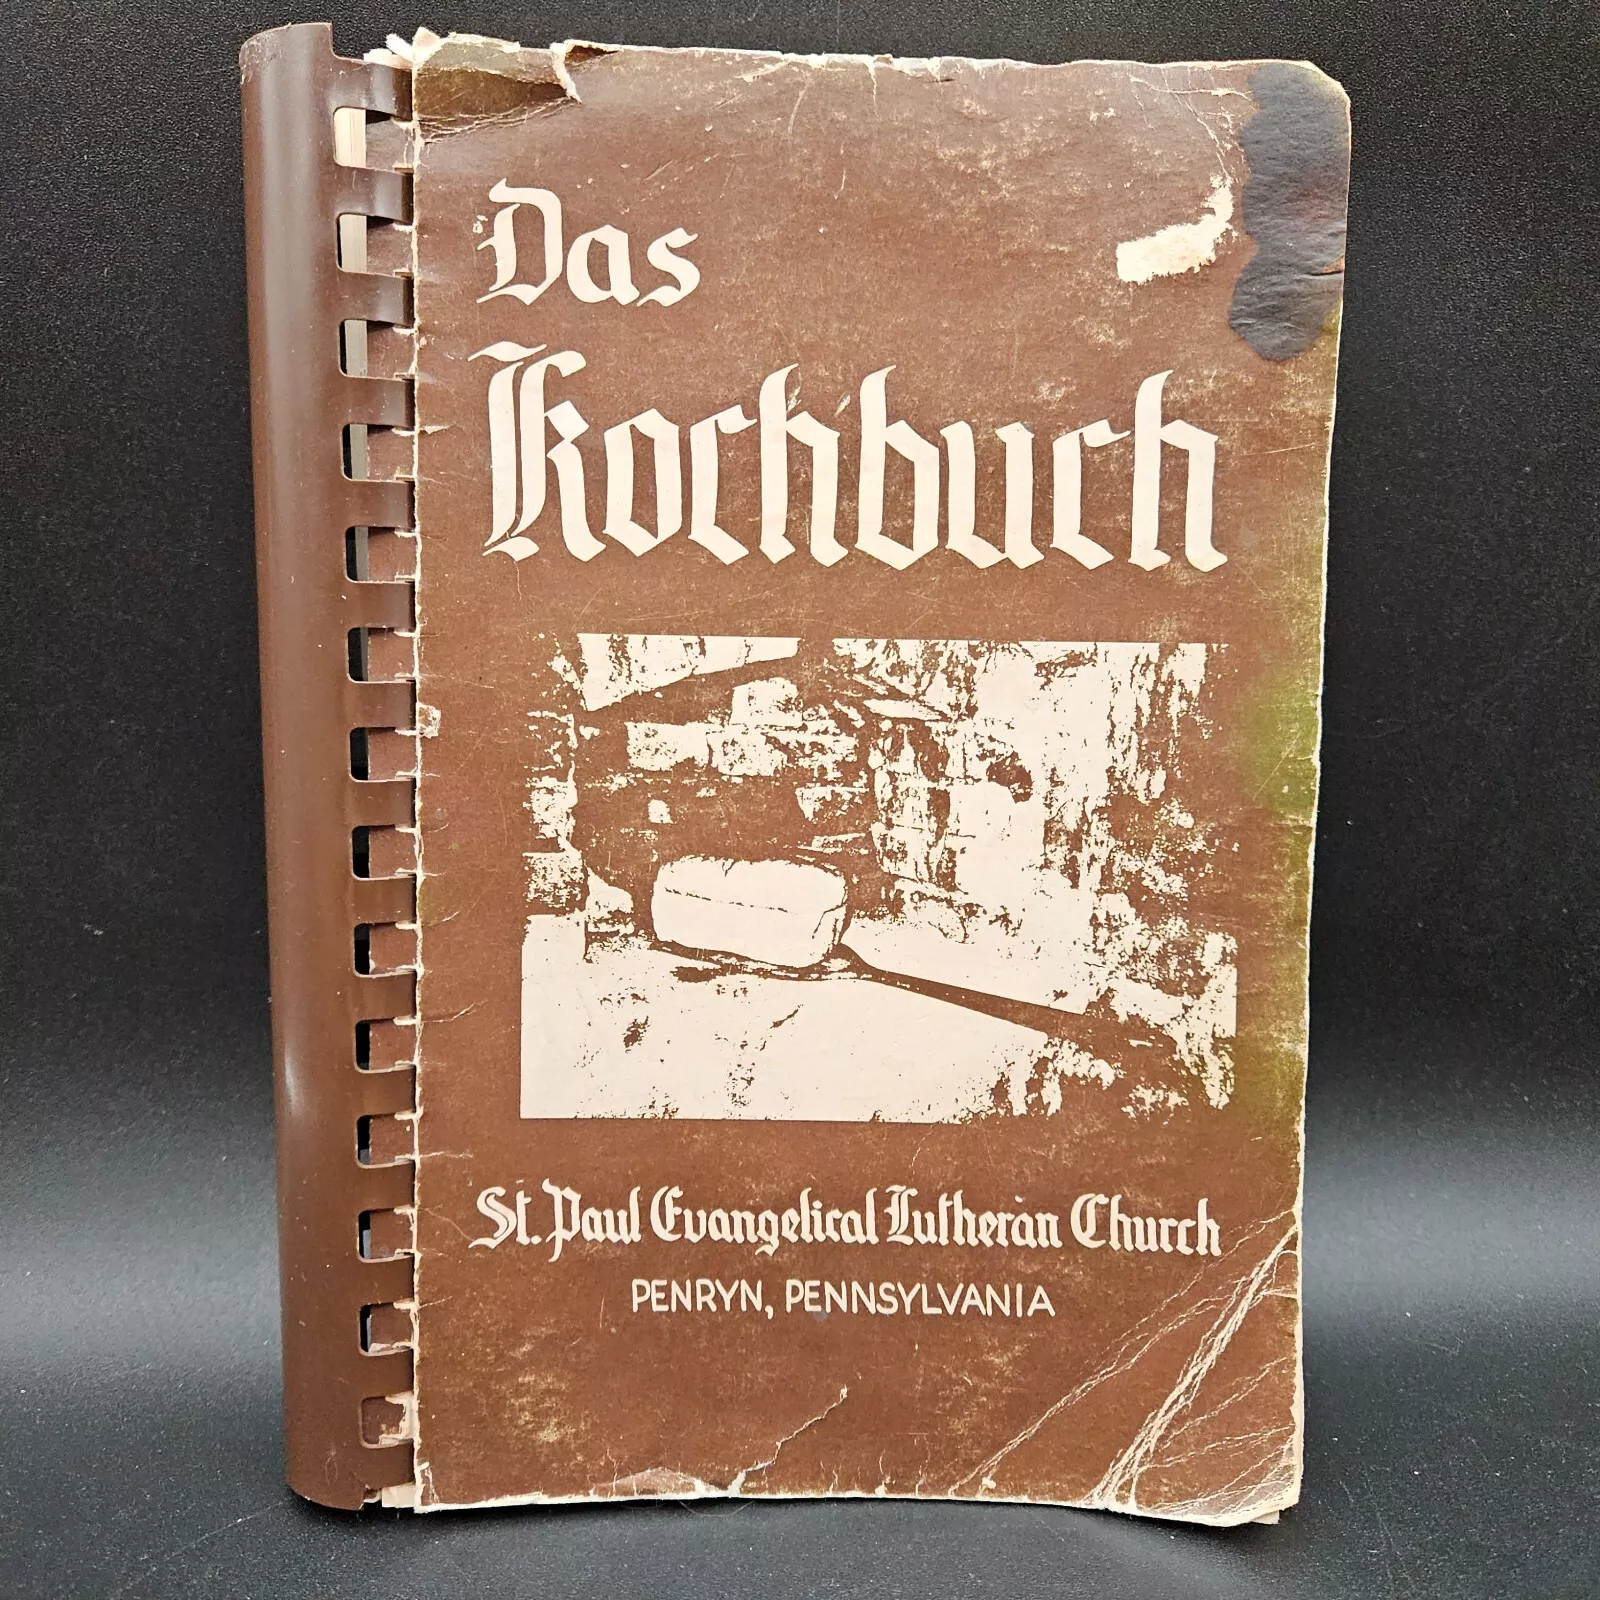 Das
Kochbuch
St. Paul Evangelical Lutheran Church
PENRYN, PENNSYLVANIA